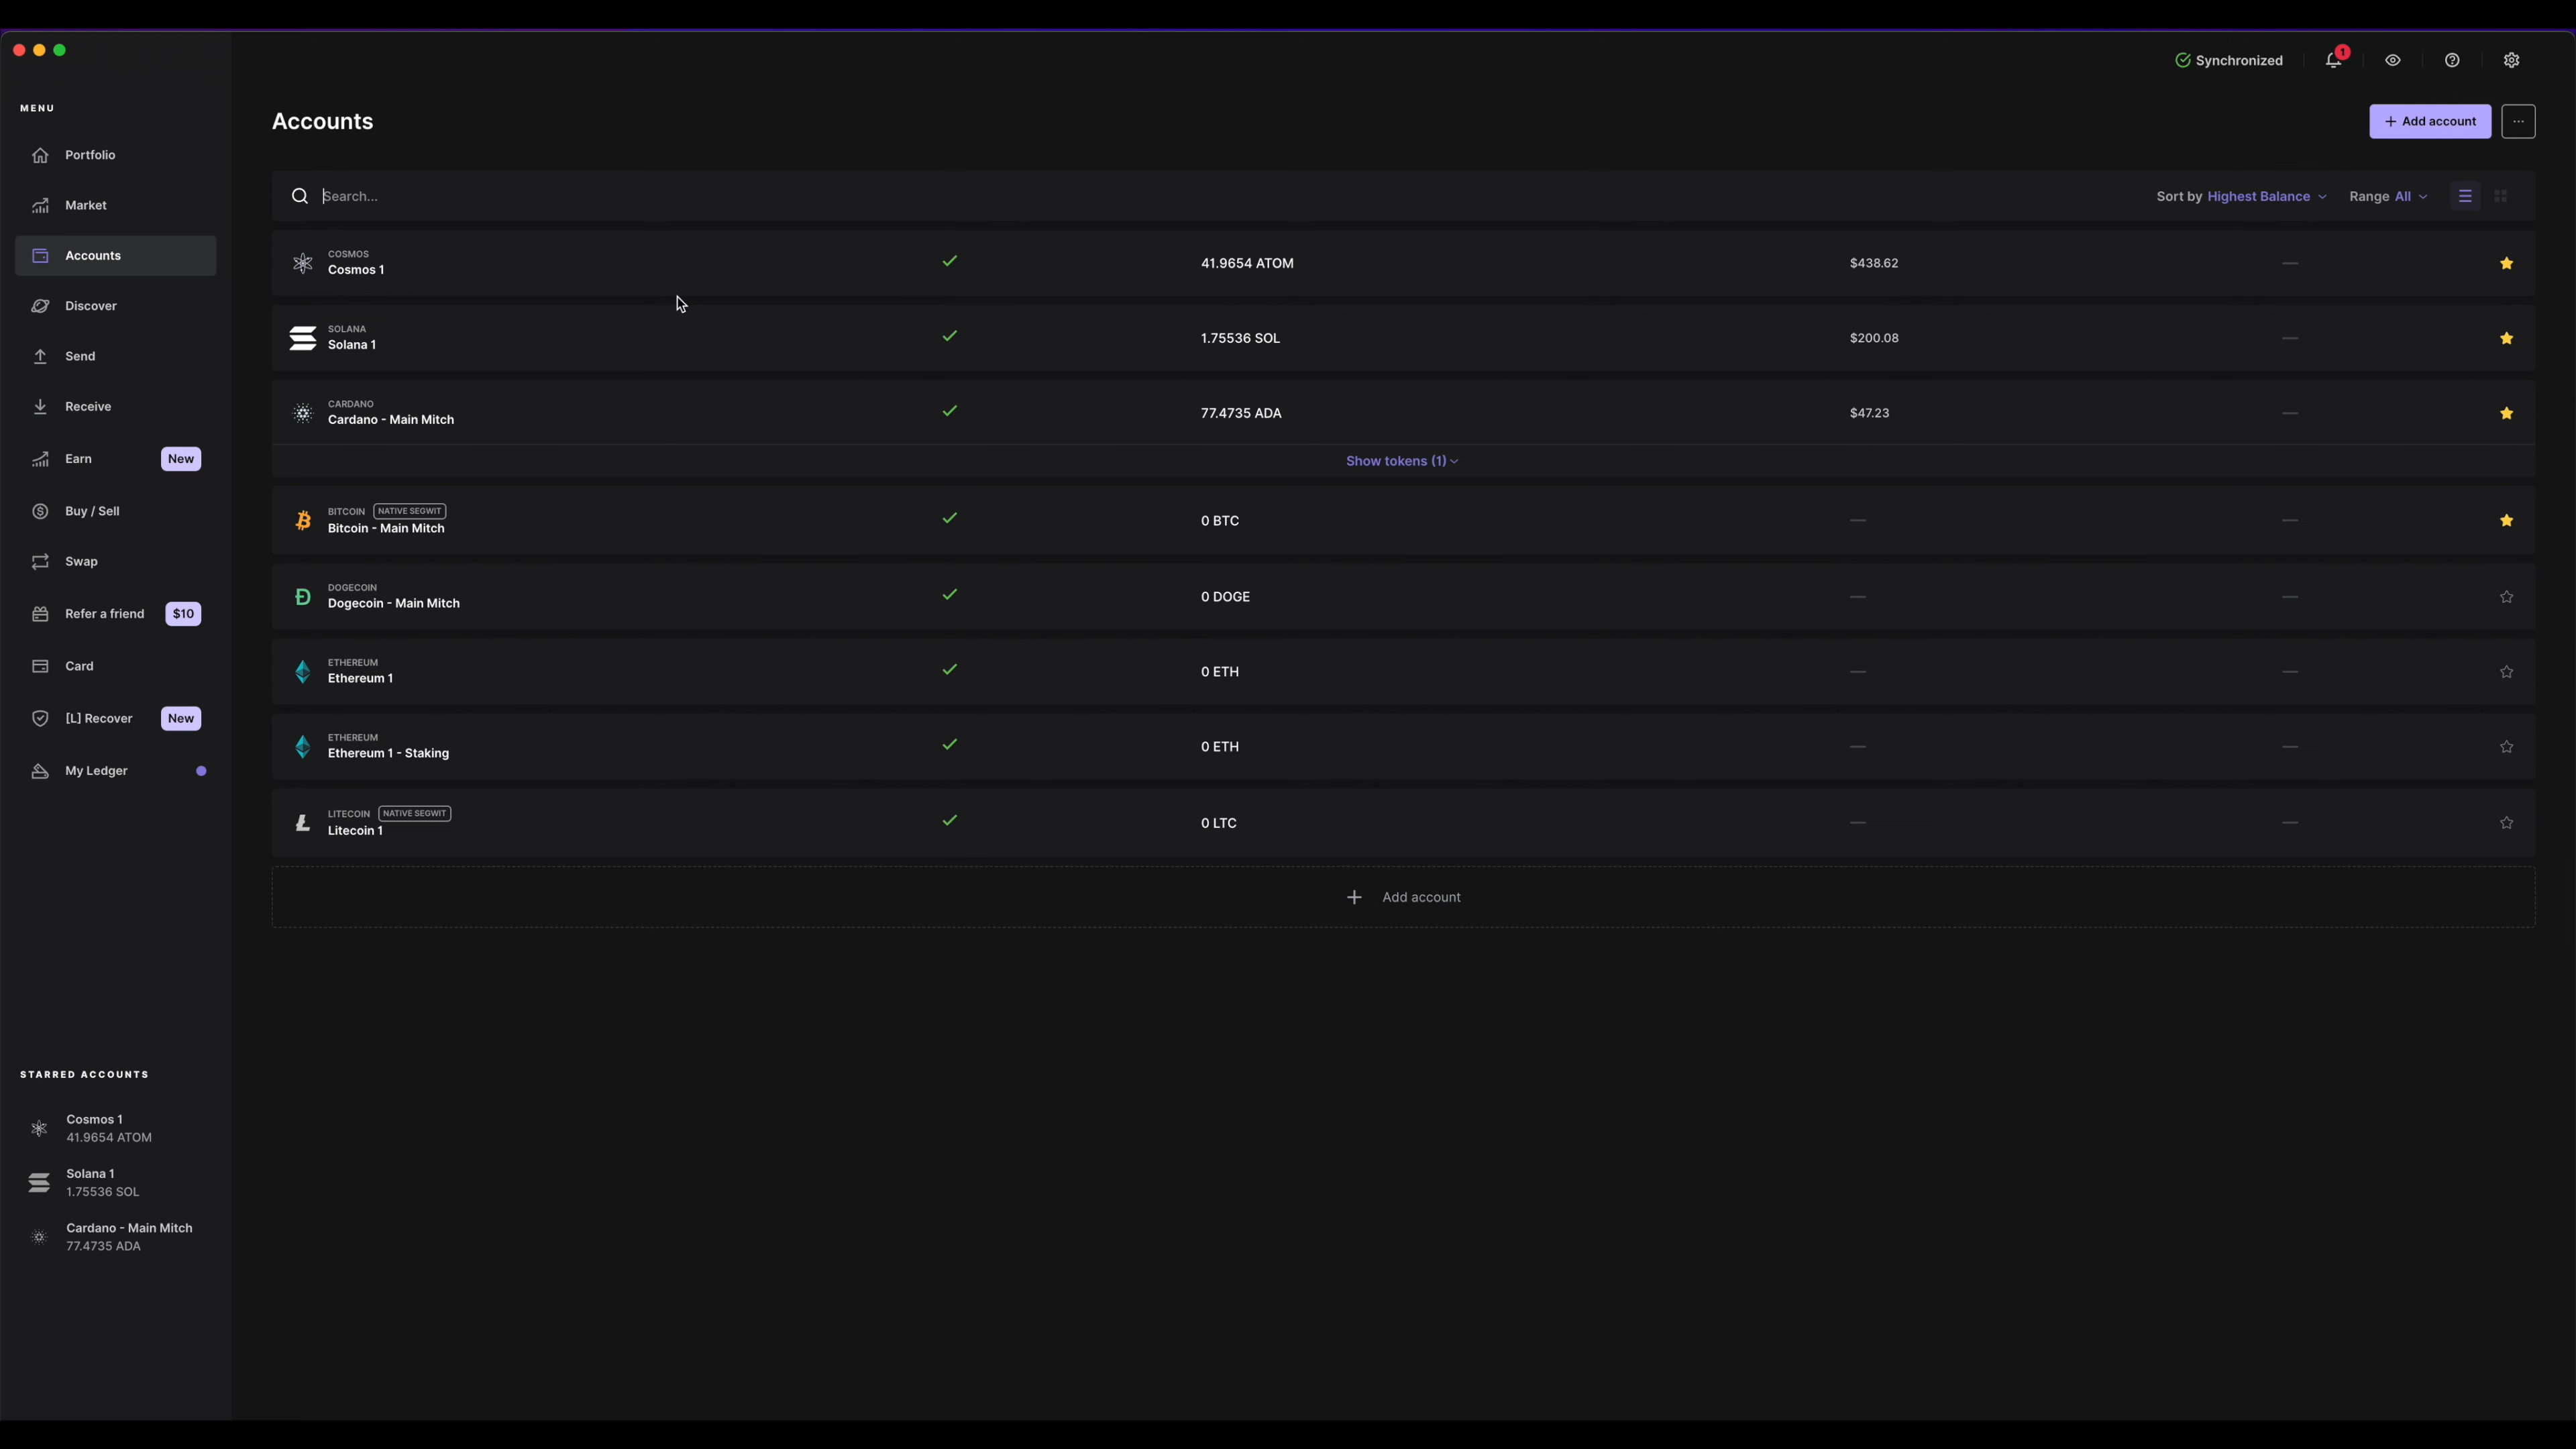 MENU
Portfolio
Market
Accounts
Discover
Send
Receive
Earn New
Buy / Sell
Swap
Refer a friend $10
Card
[L] Recover New
My Ledger
STARRED ACCOUNTS
Cosmos 1
41.9654 ATOM
Solana 1
1.75536 SOL
Cardano - Main Mitch
77.4735 ADA
Synchronized 1
Accounts
+ Add account ...
Search... Sort by Highest Balance Range All
COSMOS
Cosmos 1 41.9654 ATOM $438.62 —
SOLANA
Solana 1 1.75536 SOL $200.08 —
CARDANO
Cardano - Main Mitch 77.4735 ADA $47.23 —
Show tokens (1)
BITCOIN NATIVE SEGWIT
Bitcoin - Main Mitch 0 BTC — —
DOGECOIN
Dogecoin - Main Mitch 0 DOGE — —
ETHEREUM
Ethereum 1 0 ETH — —
ETHEREUM
Ethereum 1 - Staking 0 ETH — —
LITECOIN NATIVE SEGWIT
Litecoin 1 0 LTC — —
+ Add account